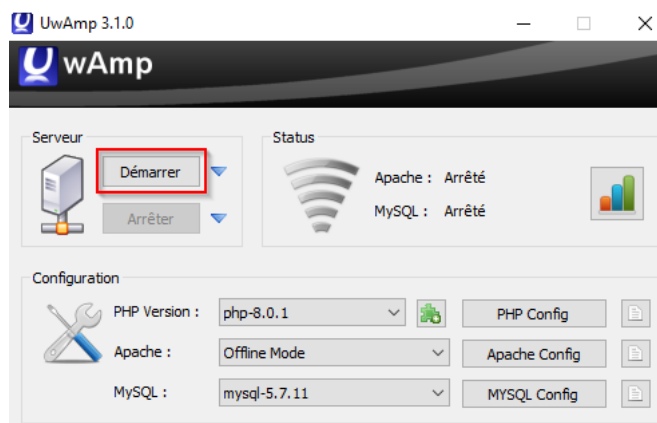 UwAmp 3.1.0
UwAmp
Serveur
Démarrer
Arrêter
Status
Apache : Arrêté
MySQL : Arrêté
Configuration
PHP Version : php-8.0.1 PHP Config
Apache : Offline Mode Apache Config
MySQL : mysql-5.7.11 MYSQL Config